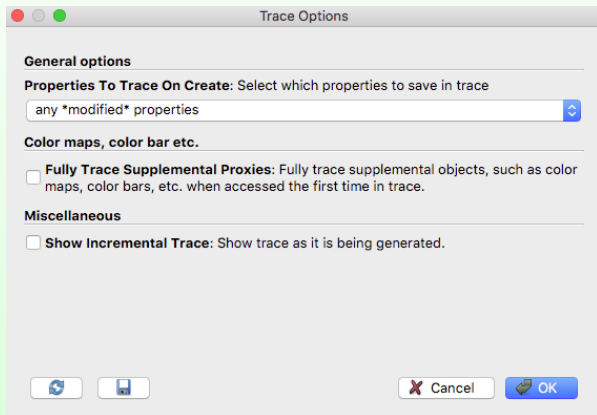 Trace Options
General options
Properties To Trace On Create: Select which properties to save in trace
any *modified* properties
Color maps, color bar etc.
Fully Trace Supplemental Proxies: Fully trace supplemental objects, such as color
maps, color bars, etc. when accessed the first time in trace.
Miscellaneous
Show Incremental Trace: Show trace as it is being generated.
Cancel
OK